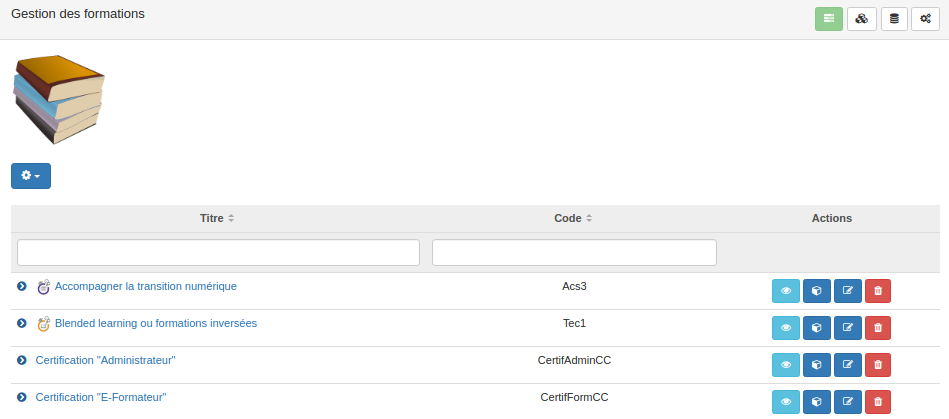 Gestion des formations
Titre Code Actions
Accompagner la transition numérique Acs3
Blended learning ou formations inversées Tec1
Certification "Administrateur" CertifAdminCC
Certification "E-Formateur" CertifFormCC